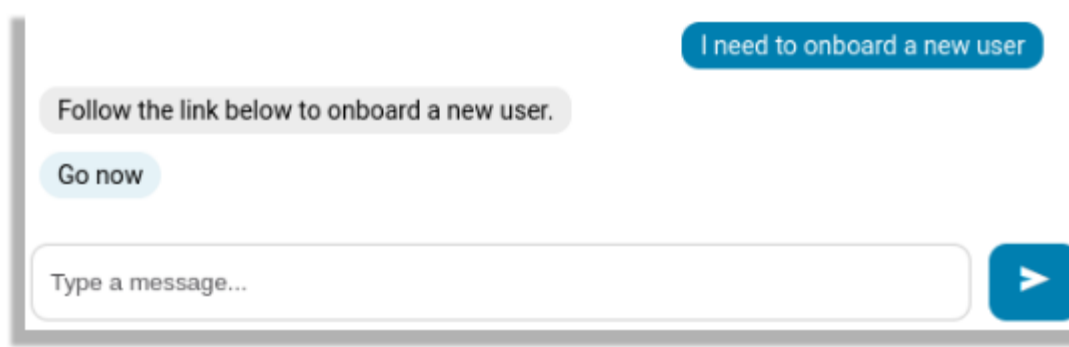 I need to onboard a new user
Follow the link below to onboard a new user.
Go now
Type a message...